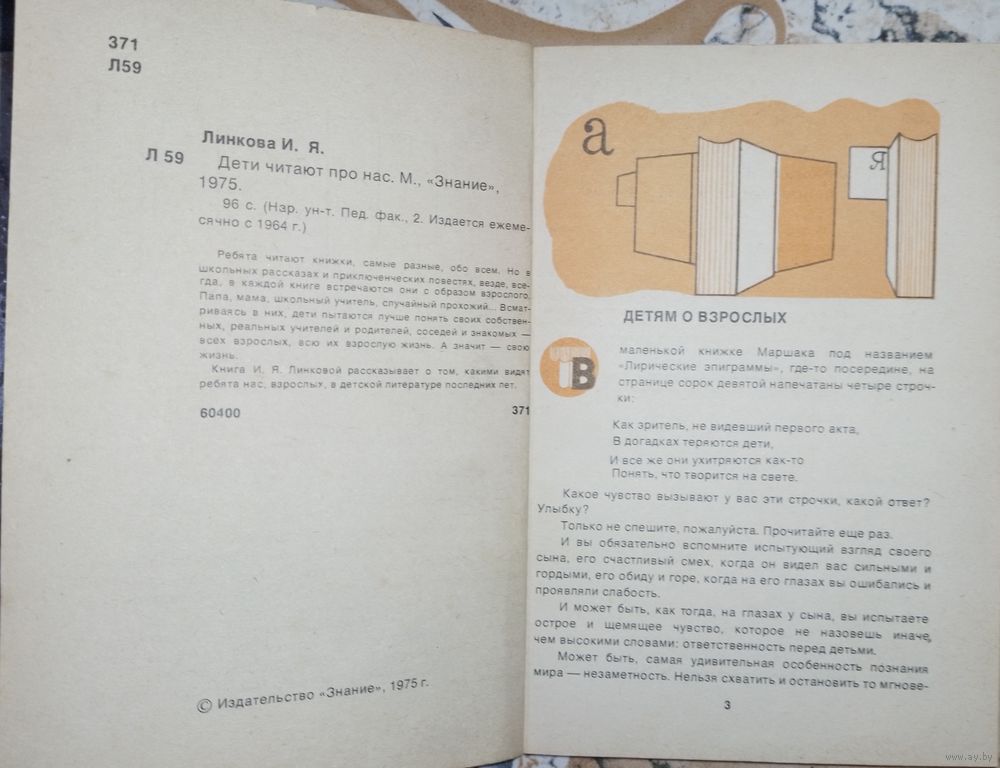 371
Л59
Линкова И. Я.
Л 59
Дети читают про нас. М., «Знание»,
1975.
96 с. (Нар. ун-т. Пед. фак., 2. Издается ежеме-
сячно с 1964 г.)
Ребята читают книжки, самые разные, обо всем. Но в
школьных рассказах и приключенческих повестях, везде, все-
гда, в каждой книге встречаются они с образом взрослого.
Папа, мама, школьный учитель, случайный прохожий... Всмат-
риваясь в них, дети пытаются лучше понять своих собствен-
ных, реальных учителей и родителей, соседей и знакомых —
всех взрослых, всю их взрослую жизнь. А значит — свою
жизнь.
Книга И. Я. Линковой рассказывает о том, какими видят
ребята нас, взрослых, в детской литературе последних лет.
60400
371
© Издательство «Знание», 1975 г.
а
Я
ДЕТЯМ О ВЗРОСЛЫХ
В
маленькой книжке Маршака под названием
«Лирические эпиграммы», где-то посередине, на
странице сорок девятой напечатаны четыре строч-
ки:
Как зритель, не видевший первого акта,
В догадках теряются дети,
И все же они ухитряются как-то
Понять, что творится на свете.
Какое чувство вызывают у вас эти строчки, какой ответ?
Улыбку?
Только не спешите, пожалуйста. Прочитайте еще раз.
И вы обязательно вспомните испытующий взгляд своего
сына, его счастливый смех, когда он видел вас сильными и
гордыми, его обиду и горе, когда на его глазах вы ошибались и
проявляли слабость.
И может быть, как тогда, на глазах у сына, вы испытаете
острое и щемящее чувство, которое не назовешь иначе,
чем высокими словами: ответственность перед детьми.
Может быть, самая удивительная особенность познания
мира — незаметность. Нельзя схватить и остановить то мгнове-
3
www.ay.by